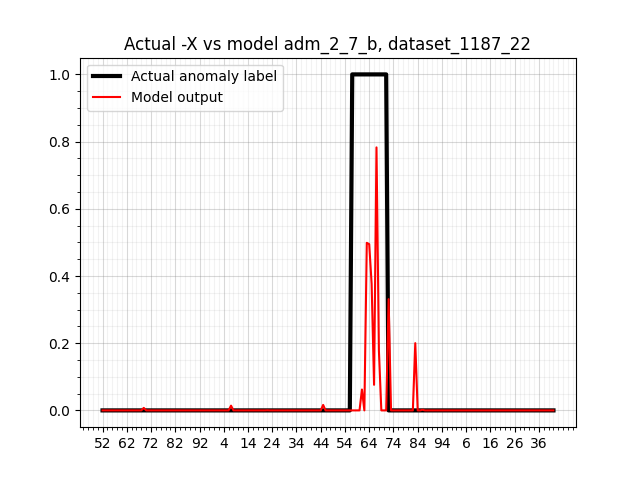 Actual -X vs model adm_2_7_b, dataset_1187_22
Actual anomaly label
Model output
1.0
0.8
0.6
0.4
0.2
0.0
52 62 72 82 92 4 14 24 34 44 54 64 74 84 94 6 16 26 36